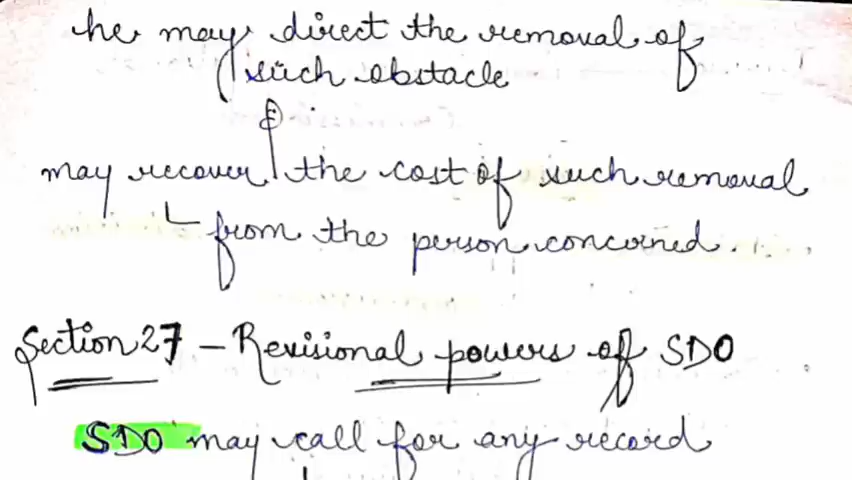 he may direct the removal of
such obstacle
&
may recover the cost of such removal
from the person concerned.
Section 27 – Revisional powers of SDO
SDO may call for any record